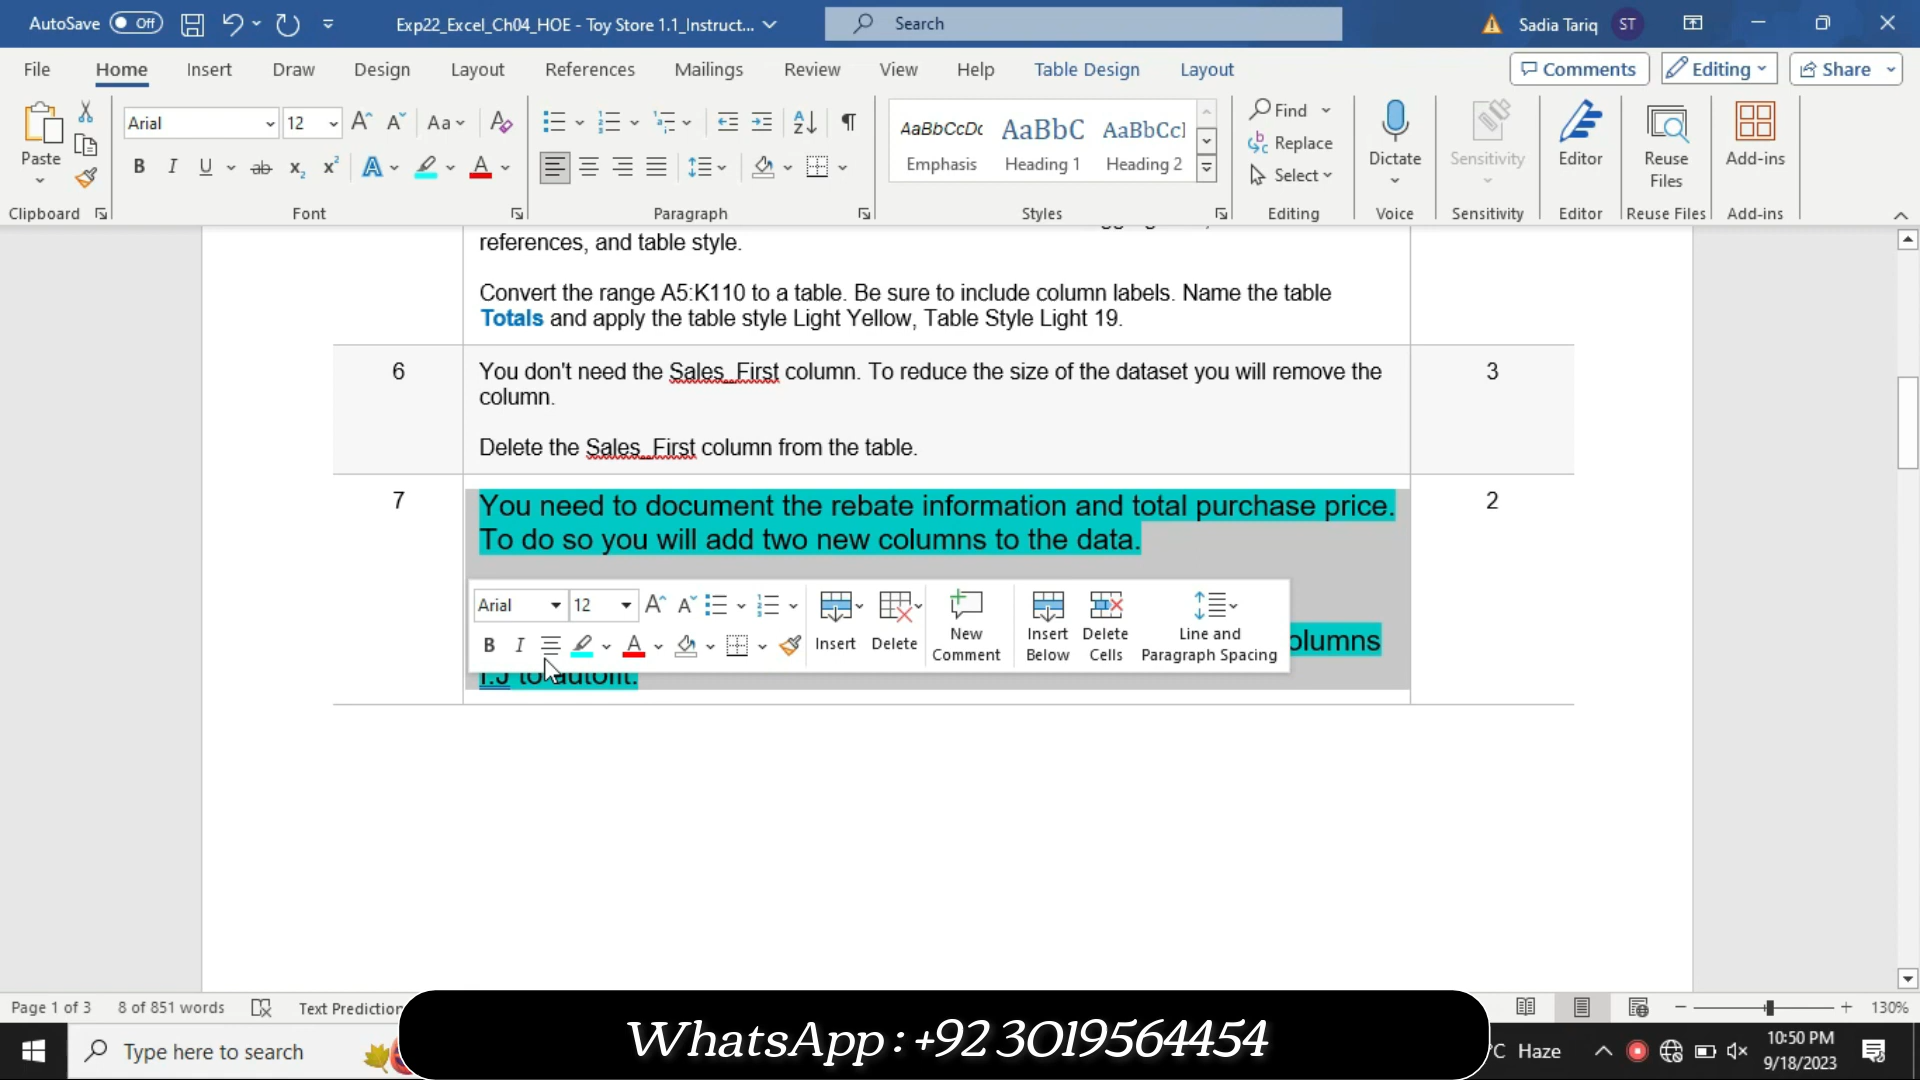 AutoSave Off
Exp22_Excel_Ch04_HOE - Toy Store 1.1_Instruct...
Search
Sadia Tariq ST
File Home Insert Draw Design Layout References Mailings Review View Help Table Design Layout
Comments Editing Share
Paste
Arial 12
Aa
AaBbCcDc AaBbC AaBbCcI
Emphasis Heading 1 Heading 2
Find
Replace
Select
Dictate
Sensitivity
Editor
Reuse Files
Add-ins
Clipboard Font Paragraph Styles Editing Voice Sensitivity Editor Reuse Files Add-ins
references, and table style.
Convert the range A5:K110 to a table. Be sure to include column labels. Name the table
Totals and apply the table style Light Yellow, Table Style Light 19.
6 You don't need the Sales_First column. To reduce the size of the dataset you will remove the 3
column.
Delete the Sales_First column from the table.
7 You need to document the rebate information and total purchase price. 2
To do so you will add two new columns to the data.
Arial 12
B I
Insert Delete
New Comment
Insert Below
Delete Cells
Line and Paragraph Spacing
olumns
I:J to autofit.
Page 1 of 3 8 of 851 words Text Prediction
130%
WhatsApp : +92 3019564454
Type here to search
°C Haze
10:50 PM
9/18/2023